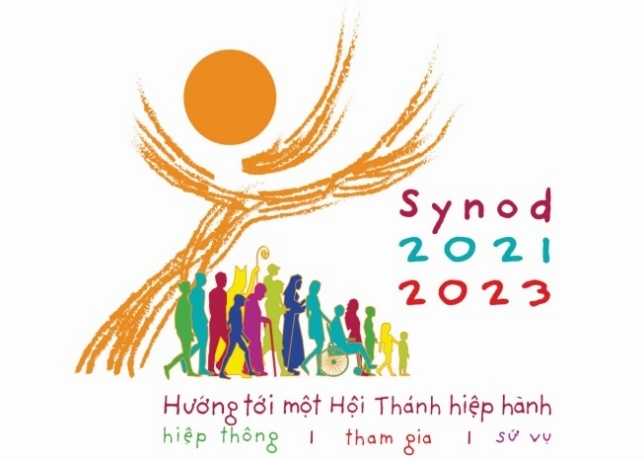 Synod
2021
2023
Hướng tới một Hội Thánh hiệp hành
hiệp thông | tham gia | sứ vụ